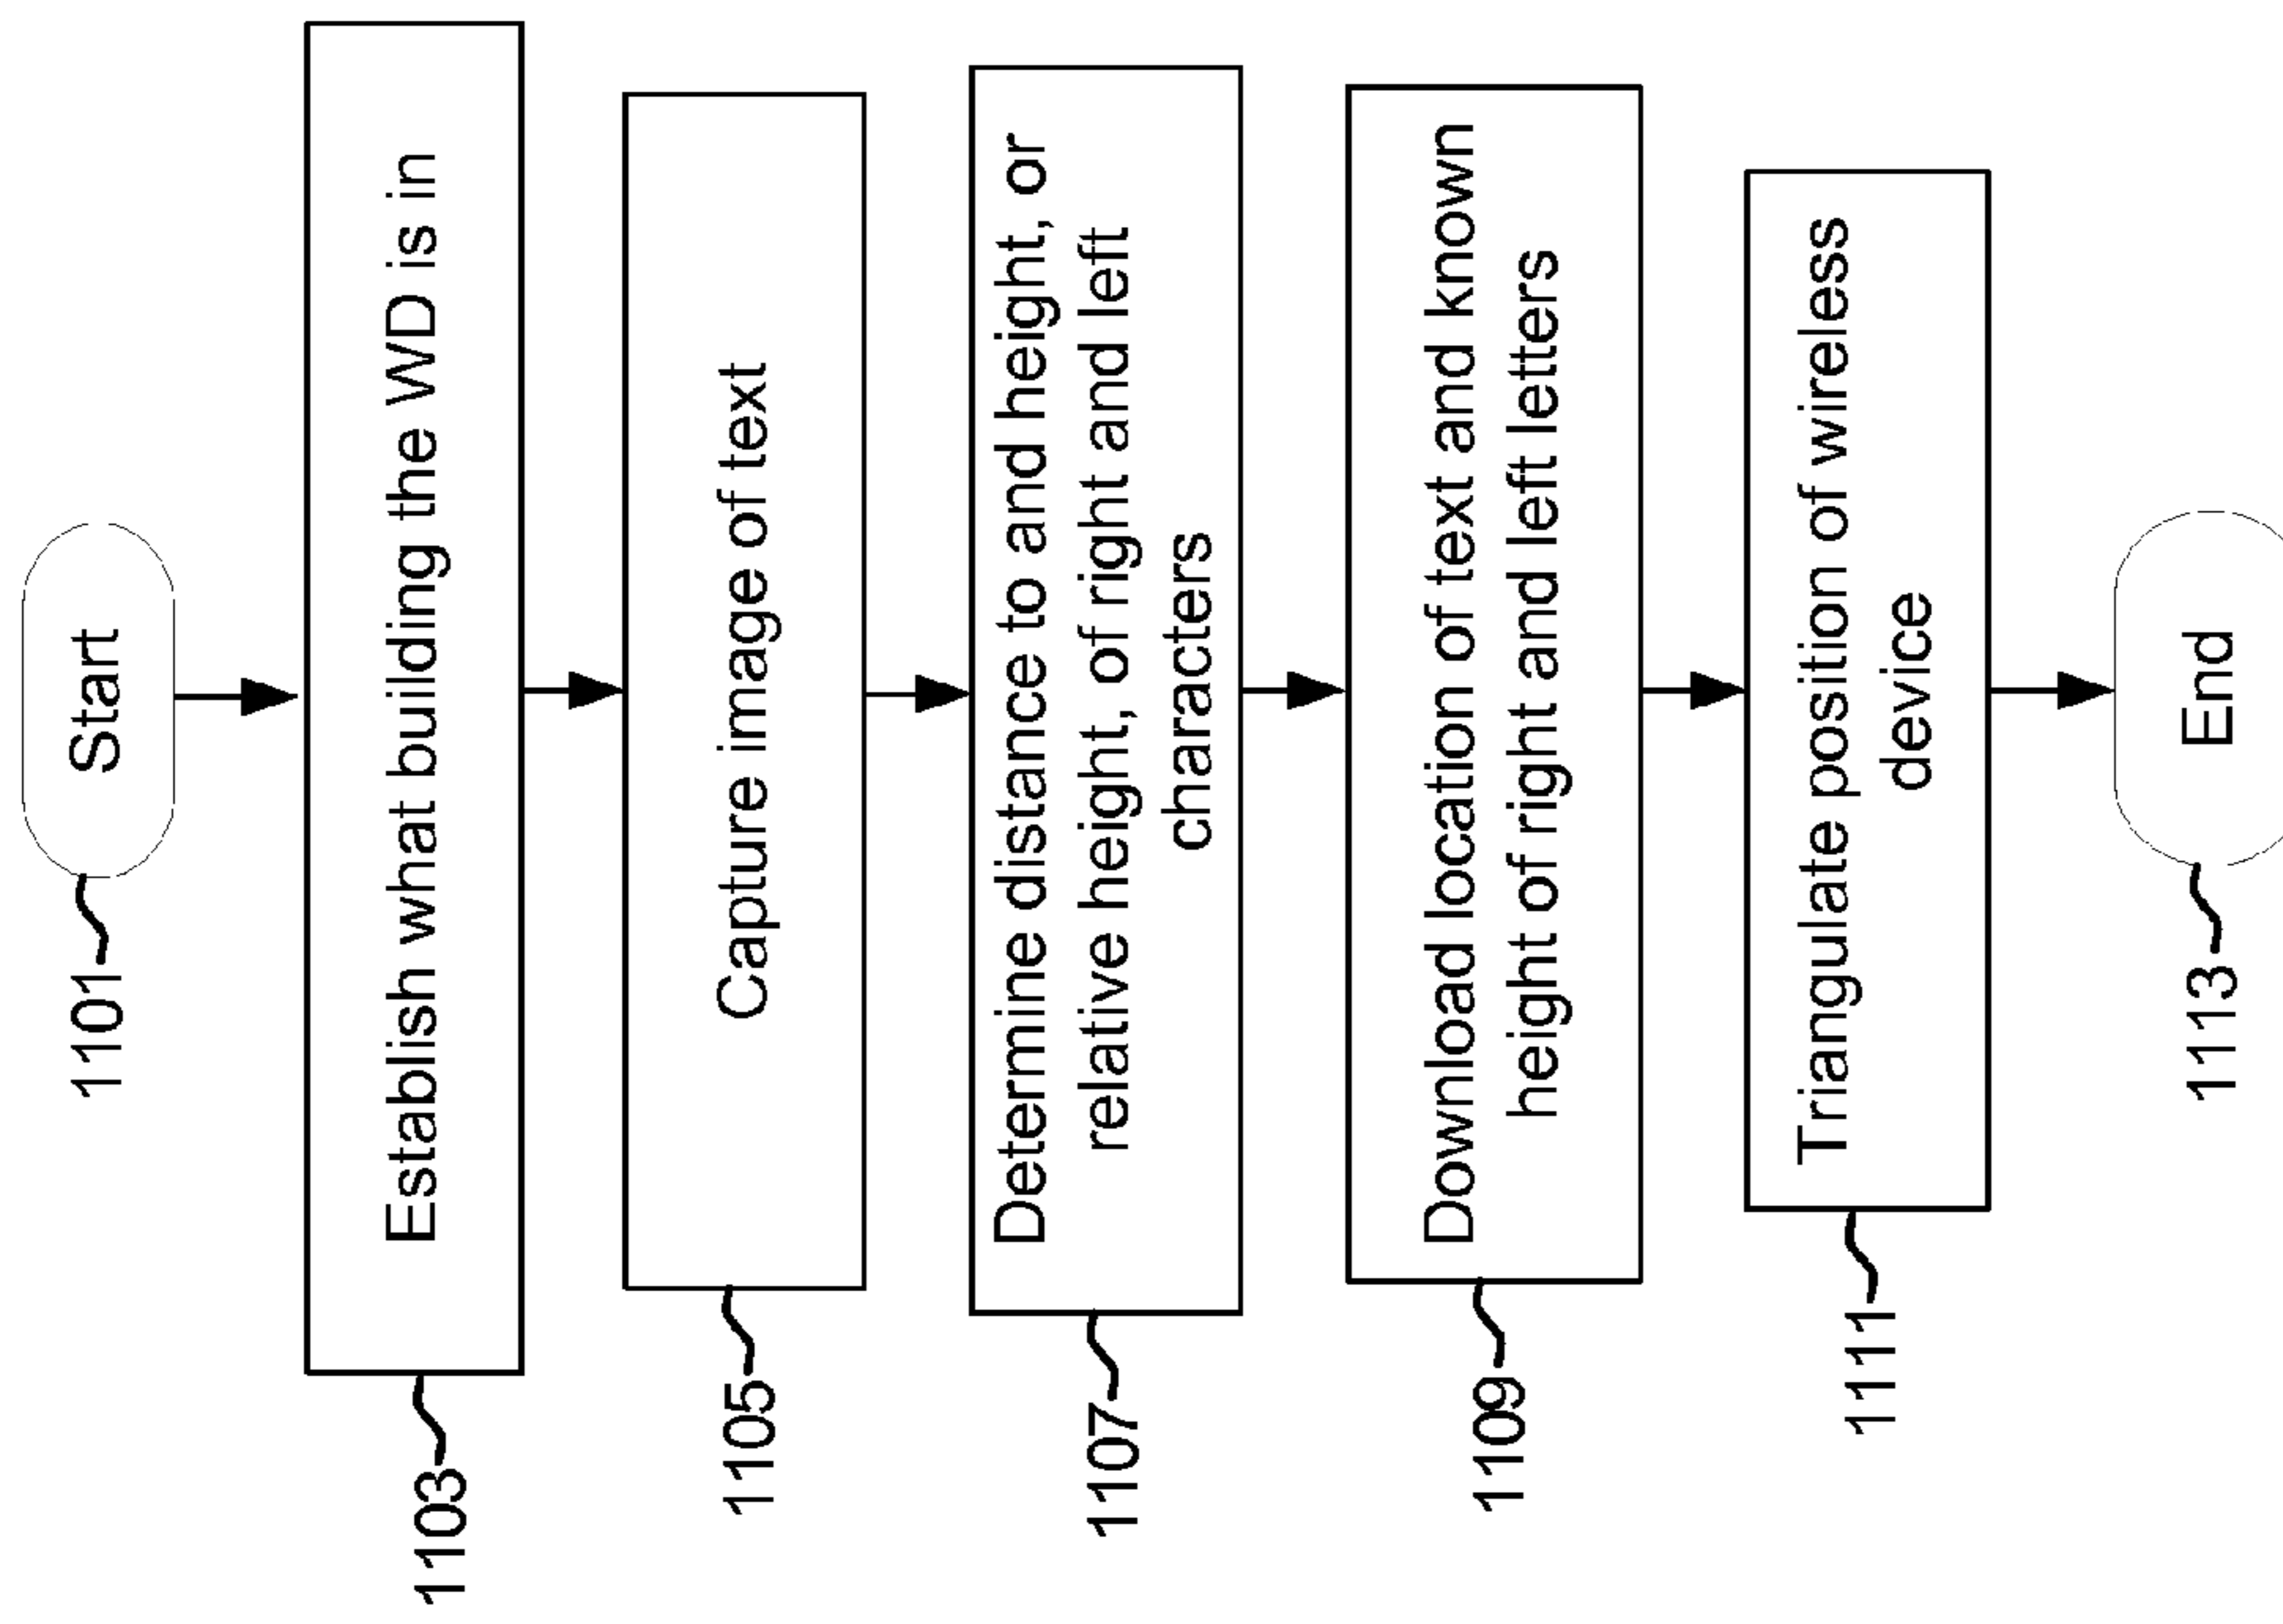 Start
1101
Establish what building the WD is in
1103
Capture image of text
1105
Determine distance to and height, or
relative height, of right and left
characters
1107
Download location of text and known
height of right and left letters
1109
Triangulate position of wireless
device
1111
End
1113